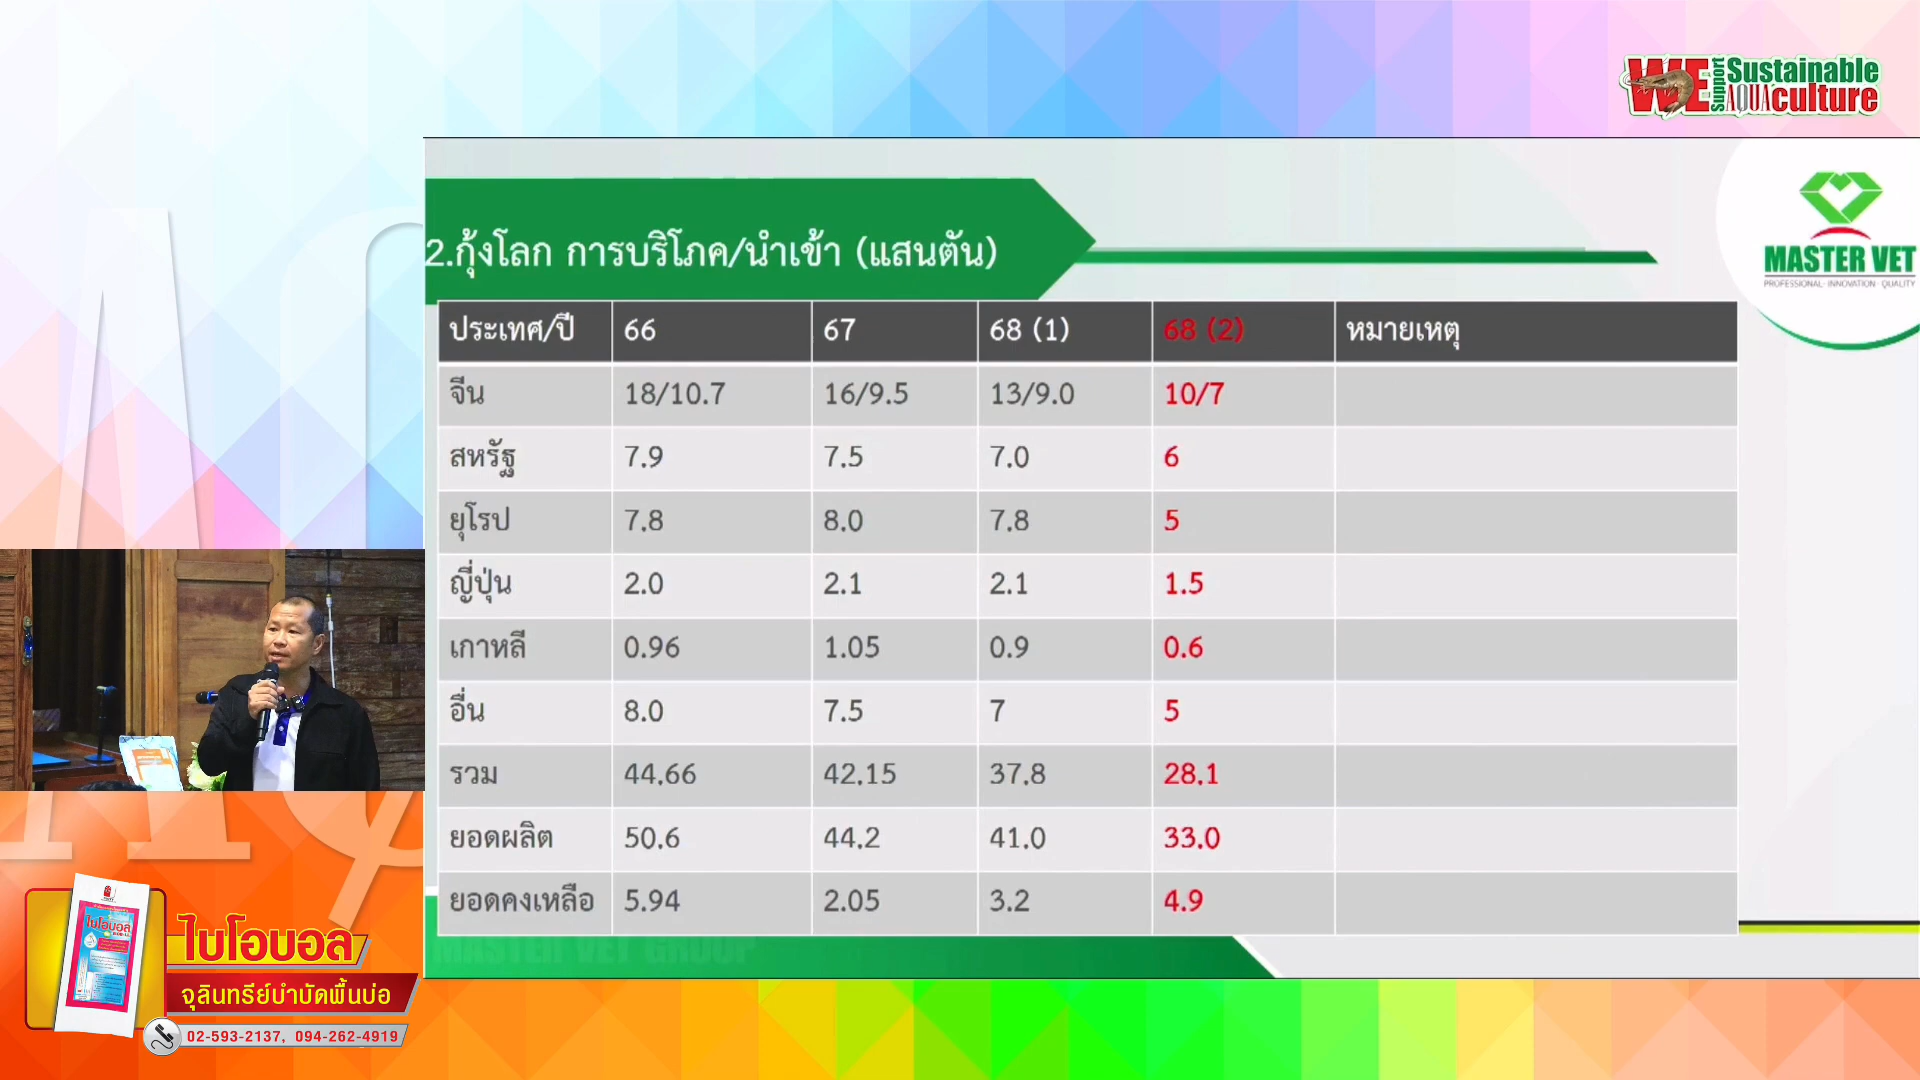 WE Support Sustainable AQUAculture
MASTER VET
PROFESSIONAL · INNOVATION · QUALITY
2.กุ้งโลก การบริโภค/นำเข้า (แสนตัน)
ประเทศ/ปี 66 67 68 (1) 68 (2) หมายเหตุ
จีน 18/10.7 16/9.5 13/9.0 10/7
สหรัฐ 7.9 7.5 7.0 6
ยุโรป 7.8 8.0 7.8 5
ญี่ปุ่น 2.0 2.1 2.1 1.5
เกาหลี 0.96 1.05 0.9 0.6
อื่น 8.0 7.5 7 5
รวม 44.66 42.15 37.8 28.1
ยอดผลิต 50.6 44.2 41.0 33.0
ยอดคงเหลือ 5.94 2.05 3.2 4.9
MASTER VET GROUP
ไบโอบอล
ไบโอบอล
จุลินทรีย์บำบัดพื้นบ่อ
02-593-2137, 094-262-4919